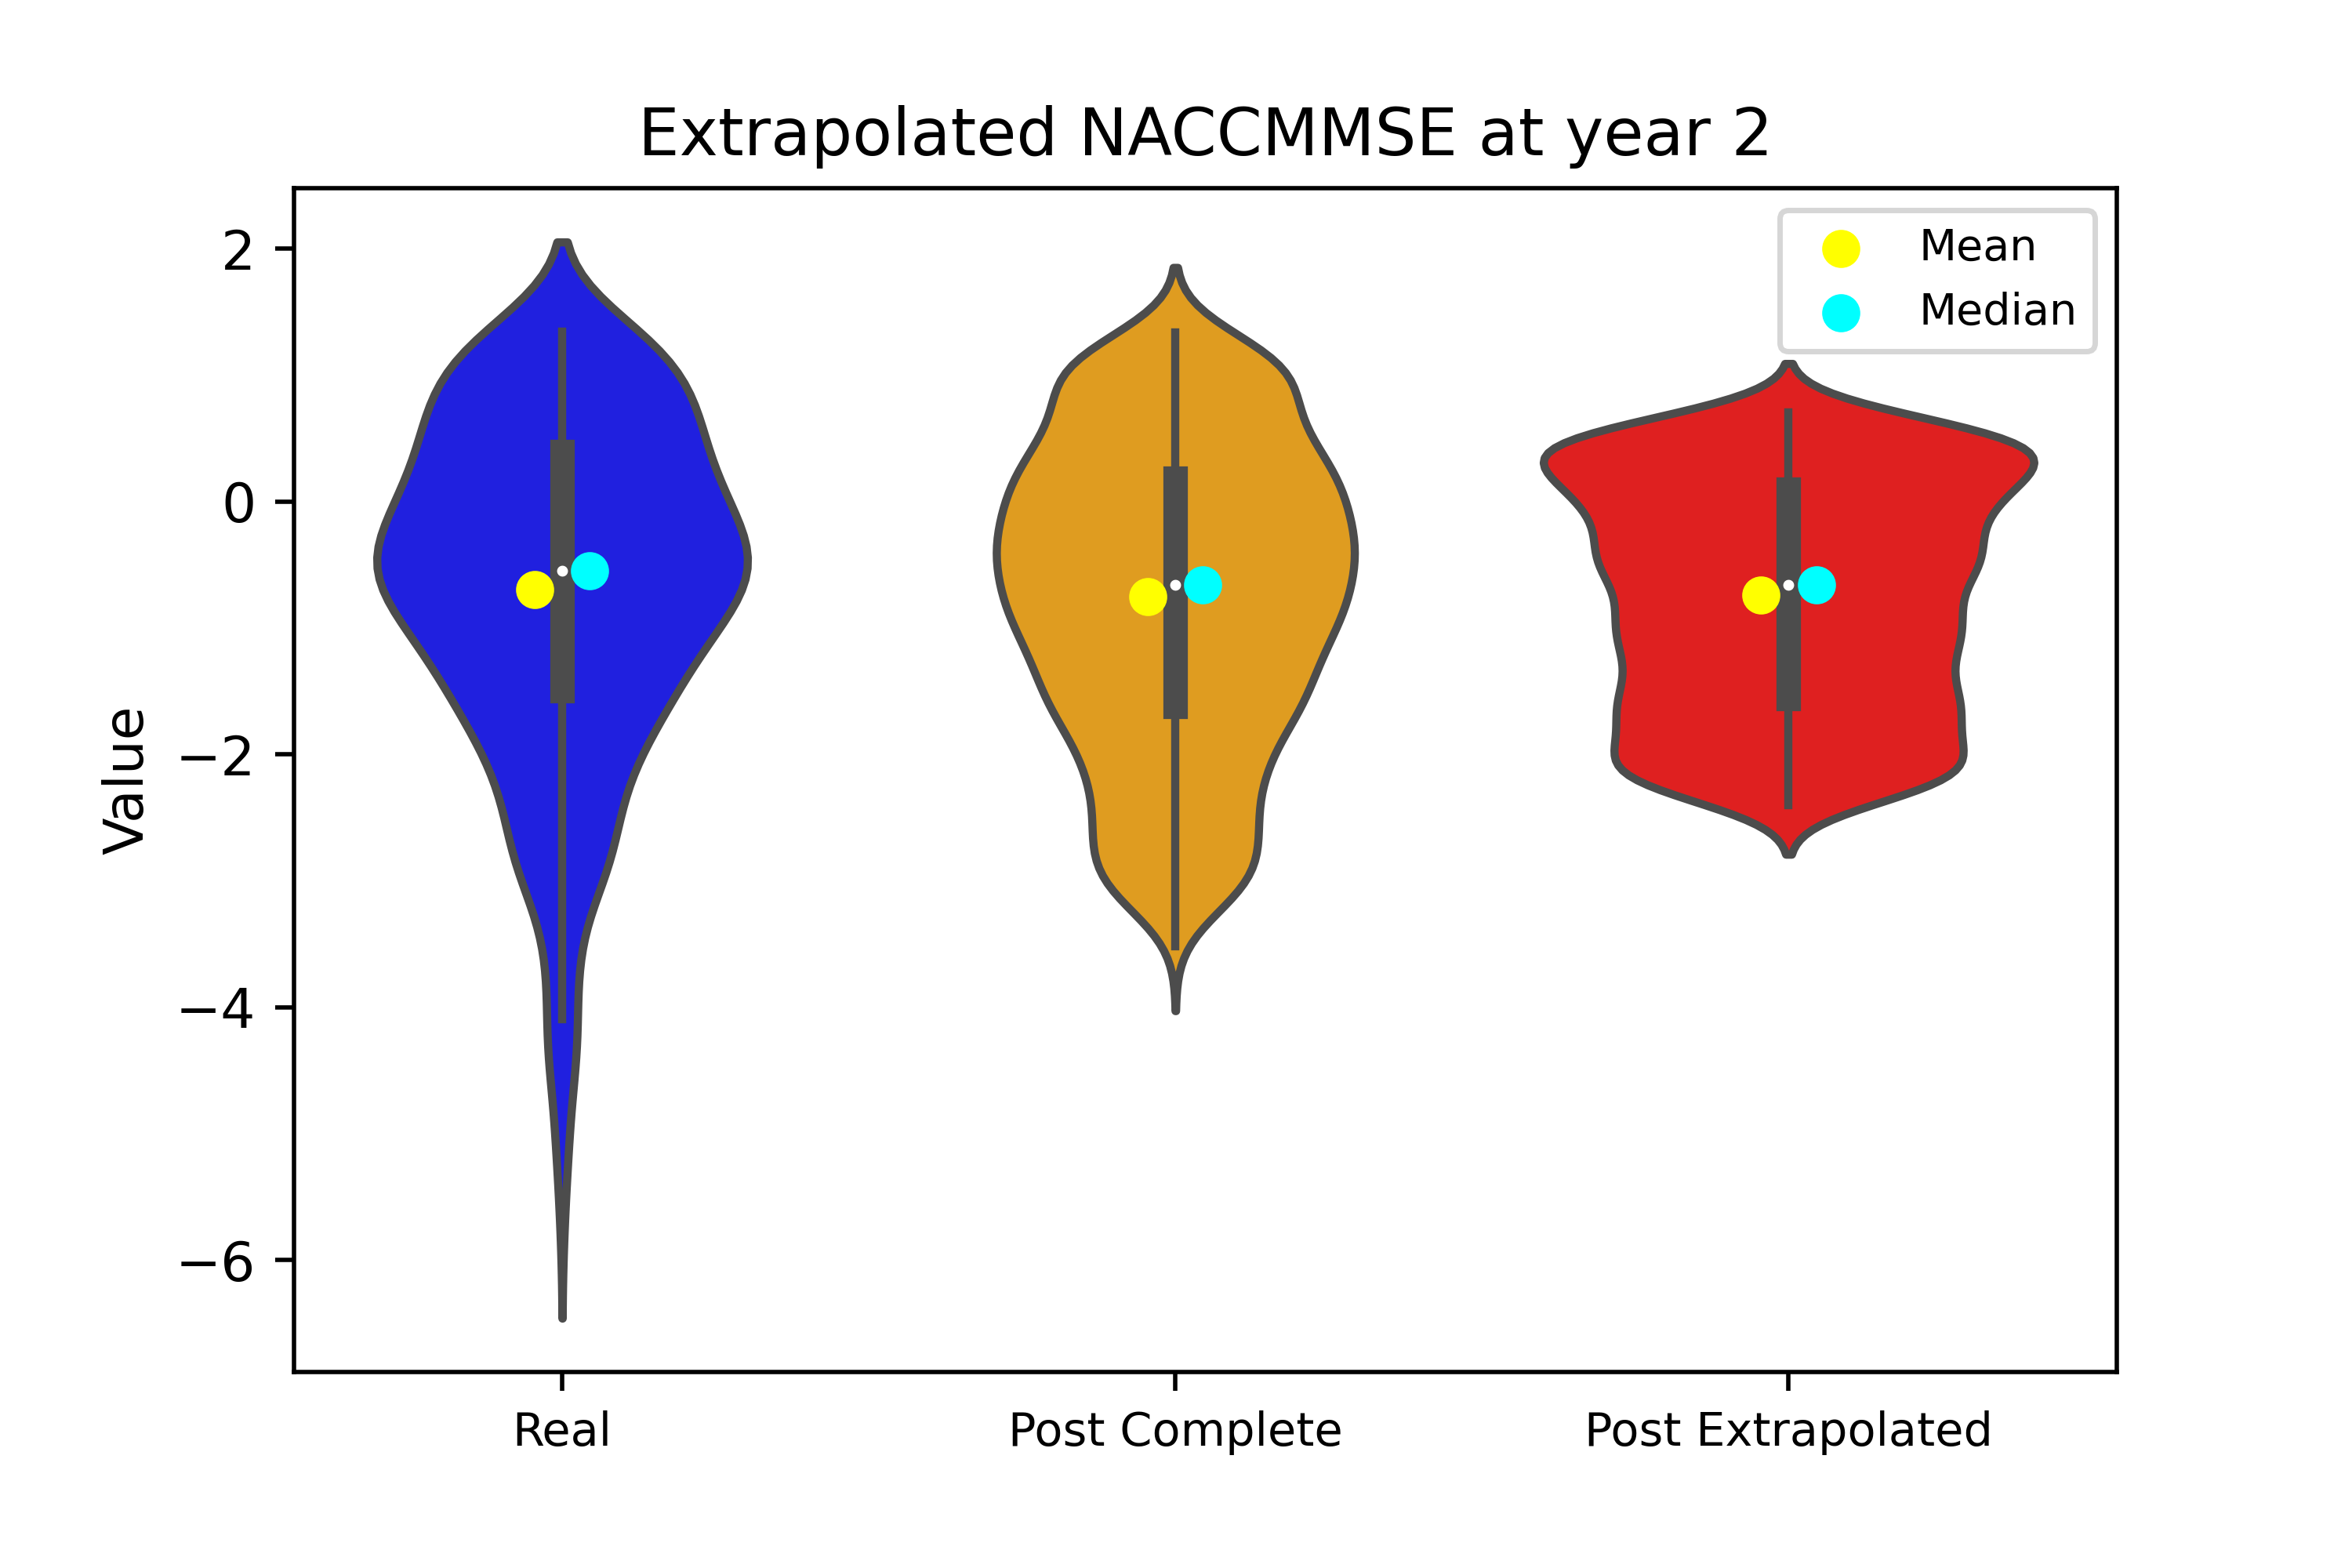 Extrapolated NACCMMSE at year 2
Mean
Median
Value
2
0
−2
−4
−6
Real
Post Complete
Post Extrapolated